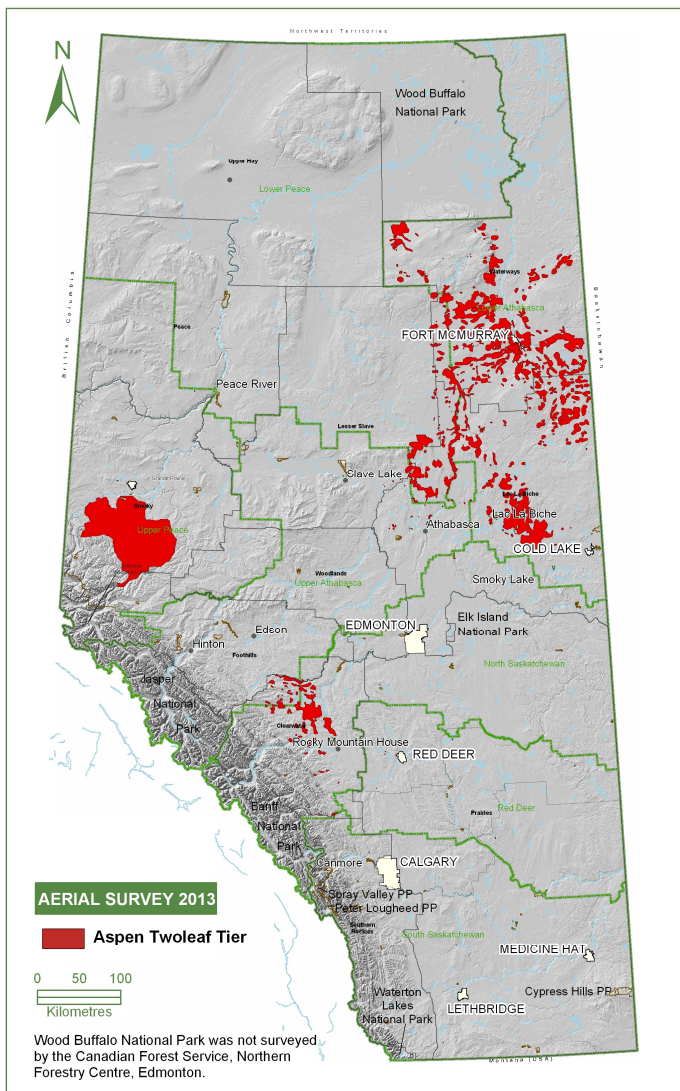 Northwest Territories
N
Wood Buffalo
National Park
Upper Hay
Lower Peace
British Columbia
Saskatchewan
Waterways
FORT MCMURRAY
Peace
Peace River
Lesser Slave
Slave Lake
Grande Prairie
Smoky
Upper Peace
Lac La Biche
Lac La Biche
Athabasca
COLD LAKE
Woodlands
Upper Athabasca
Smoky Lake
EDMONTON
Elk Island
National Park
Edson
Hinton
Foothills
North Saskatchewan
Jasper
National
Park
Clearwater
Rocky Mountain House
RED DEER
Banff
National
Park
Prairies
Red Deer
Canmore
CALGARY
Spray Valley PP
Peter Lougheed PP
Southern
Rockies
South Saskatchewan
MEDICINE HAT
Cypress Hills PP
Waterton
Lakes
National Park
LETHBRIDGE
Montana (USA)
AERIAL SURVEY 2013
Aspen Twoleaf Tier
0 50 100
Kilometres
Wood Buffalo National Park was not surveyed
by the Canadian Forest Service, Northern
Forestry Centre, Edmonton.